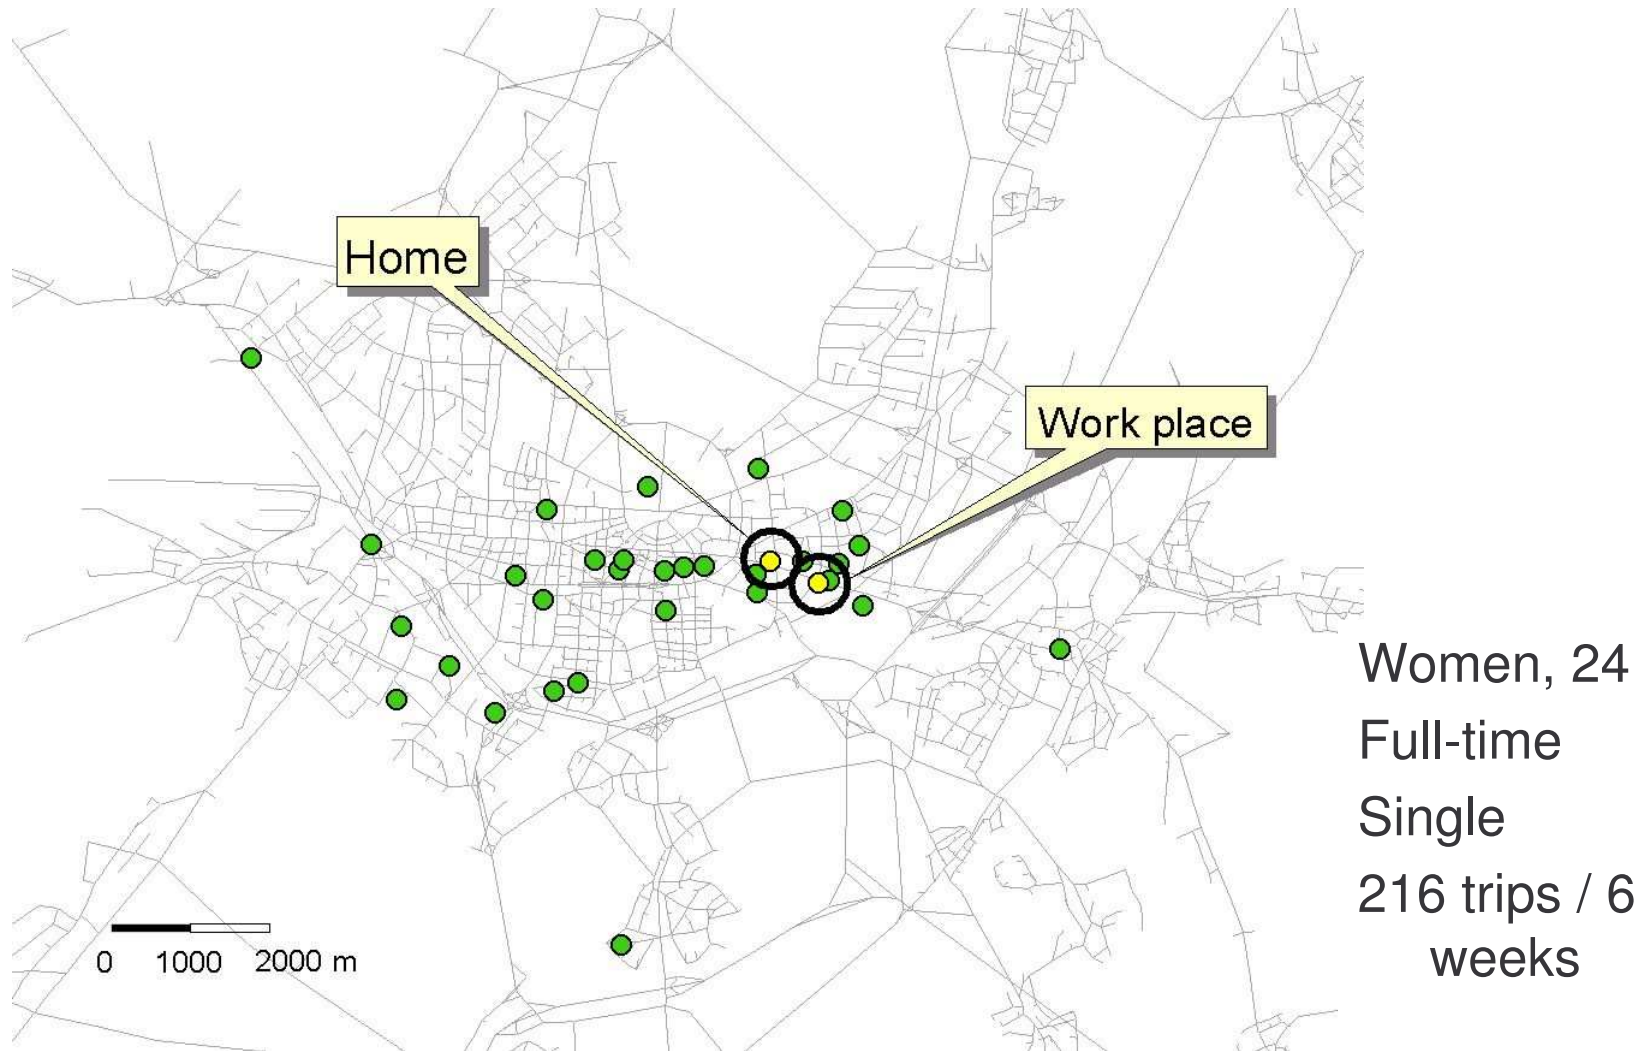 Home
Work place
Women, 24
Full-time
Single
216 trips / 6
weeks
0 1000 2000 m